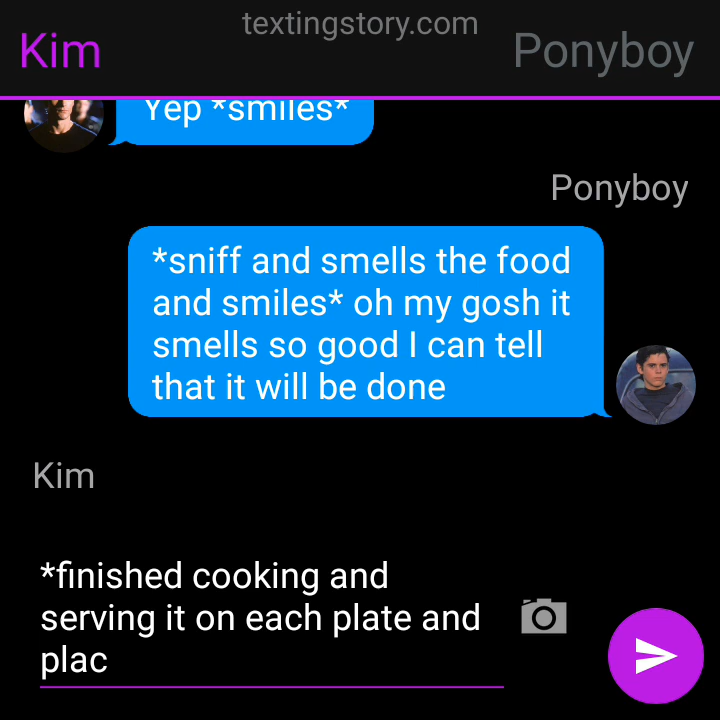 textingstory.com
Kim
Ponyboy
Yep *smiles*
Ponyboy
*sniff and smells the food
and smiles* oh my gosh it
smells so good I can tell
that it will be done
Kim
*finished cooking and
serving it on each plate and
plac